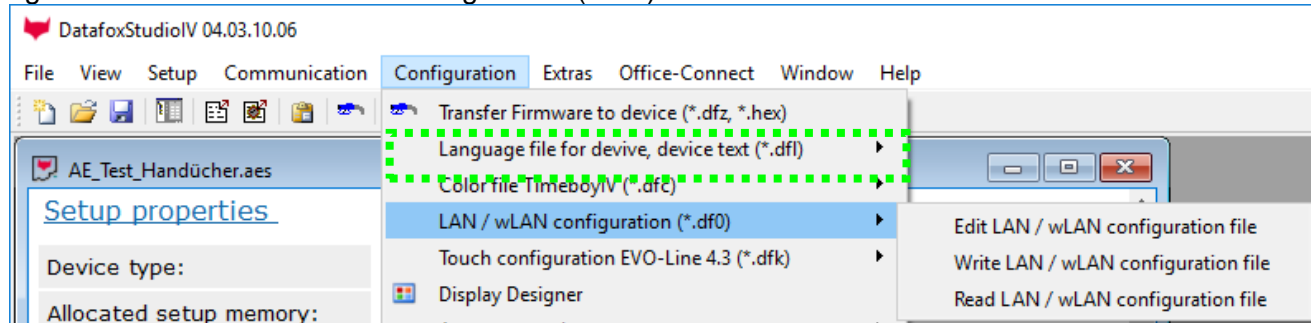 DatafoxStudioIV 04.03.10.06
File View Setup Communication Configuration Extras Office-Connect Window Help
Transfer Firmware to device (*.dfz, *.hex)
Language file for devive, device text (*.dfl)
AE_Test_Handücher.aes
Color file TimeboyIV (*.dfc)
Setup properties
LAN / wLAN configuration (*.df0)
Edit LAN / wLAN configuration file
Device type:
Touch configuration EVO-Line 4.3 (*.dfk)
Write LAN / wLAN configuration file
Display Designer
Read LAN / wLAN configuration file
Allocated setup memory: